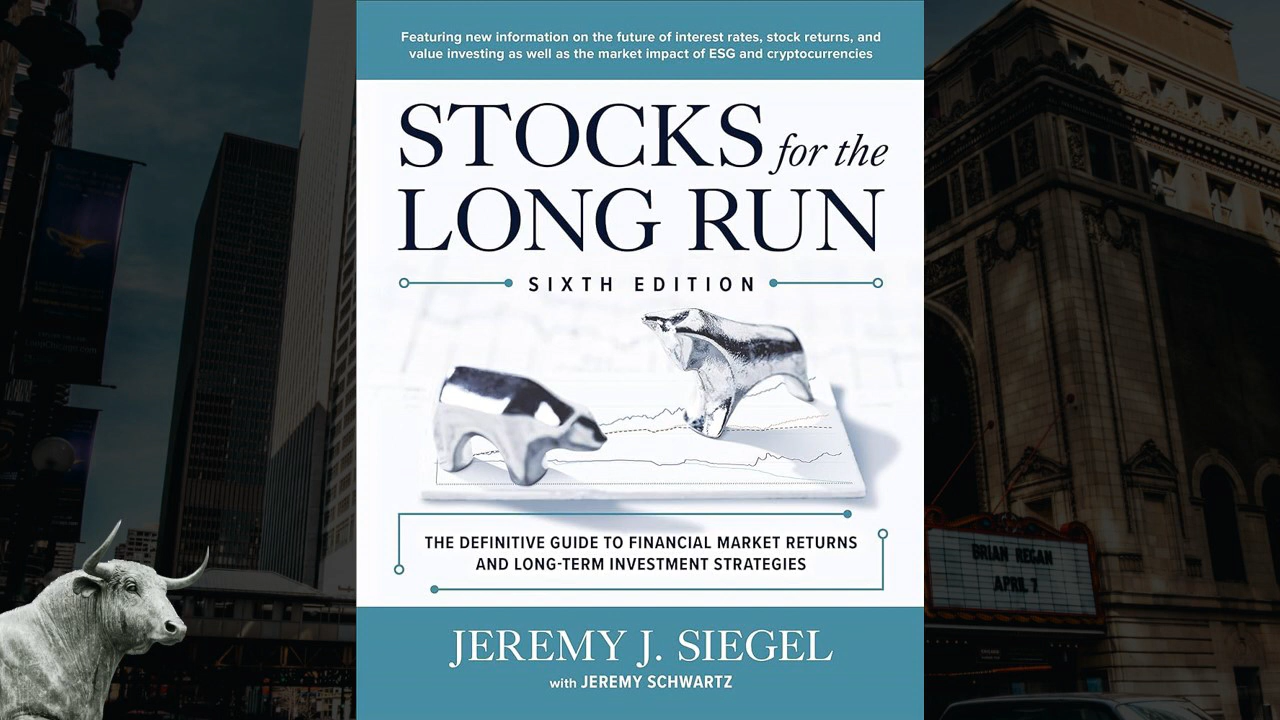 Featuring new information on the future of interest rates, stock returns, and
value investing as well as the market impact of ESG and cryptocurrencies
STOCKS for the
LONG RUN
SIXTH EDITION
THE DEFINITIVE GUIDE TO FINANCIAL MARKET RETURNS
AND LONG-TERM INVESTMENT STRATEGIES
JEREMY J. SIEGEL
with JEREMY SCHWARTZ
BRIAN REGAN
APRIL 7